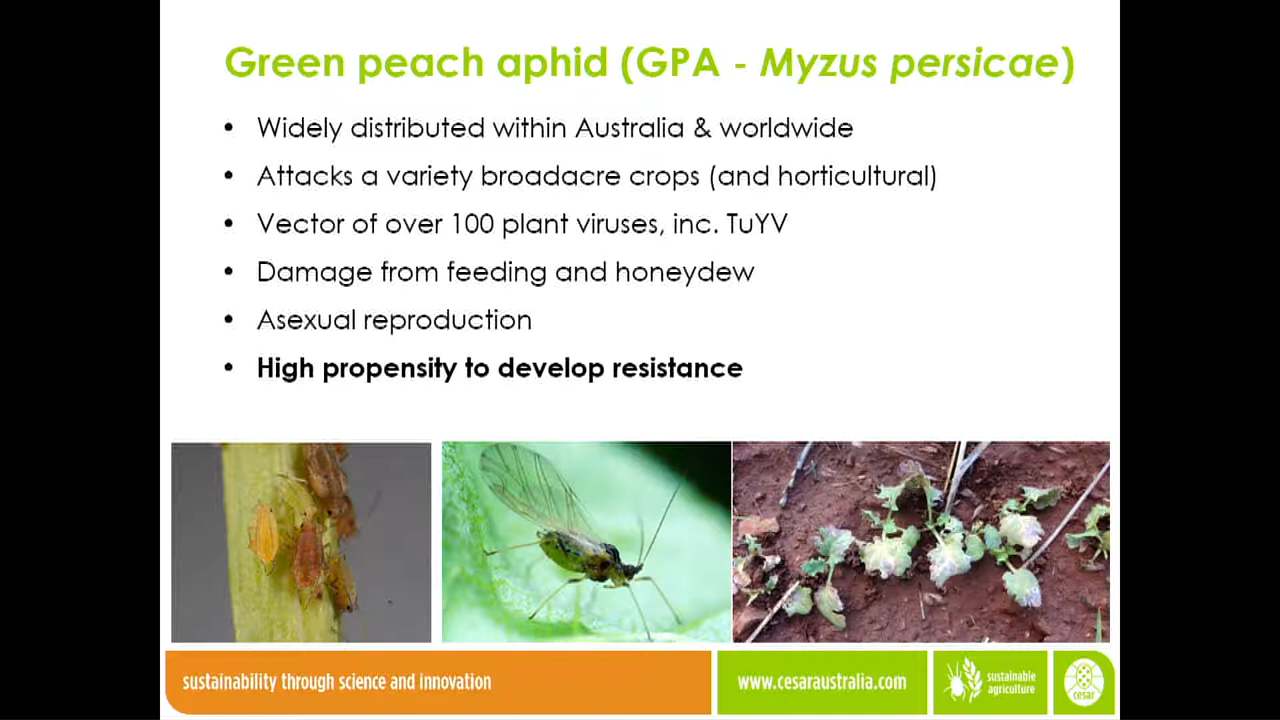 Green peach aphid (GPA - Myzus persicae)
• Widely distributed within Australia & worldwide
• Attacks a variety broadacre crops (and horticultural)
• Vector of over 100 plant viruses, inc. TuYV
• Damage from feeding and honeydew
• Asexual reproduction
• High propensity to develop resistance
sustainability through science and innovation
www.cesaraustralia.com
sustainable
agriculture
cesar